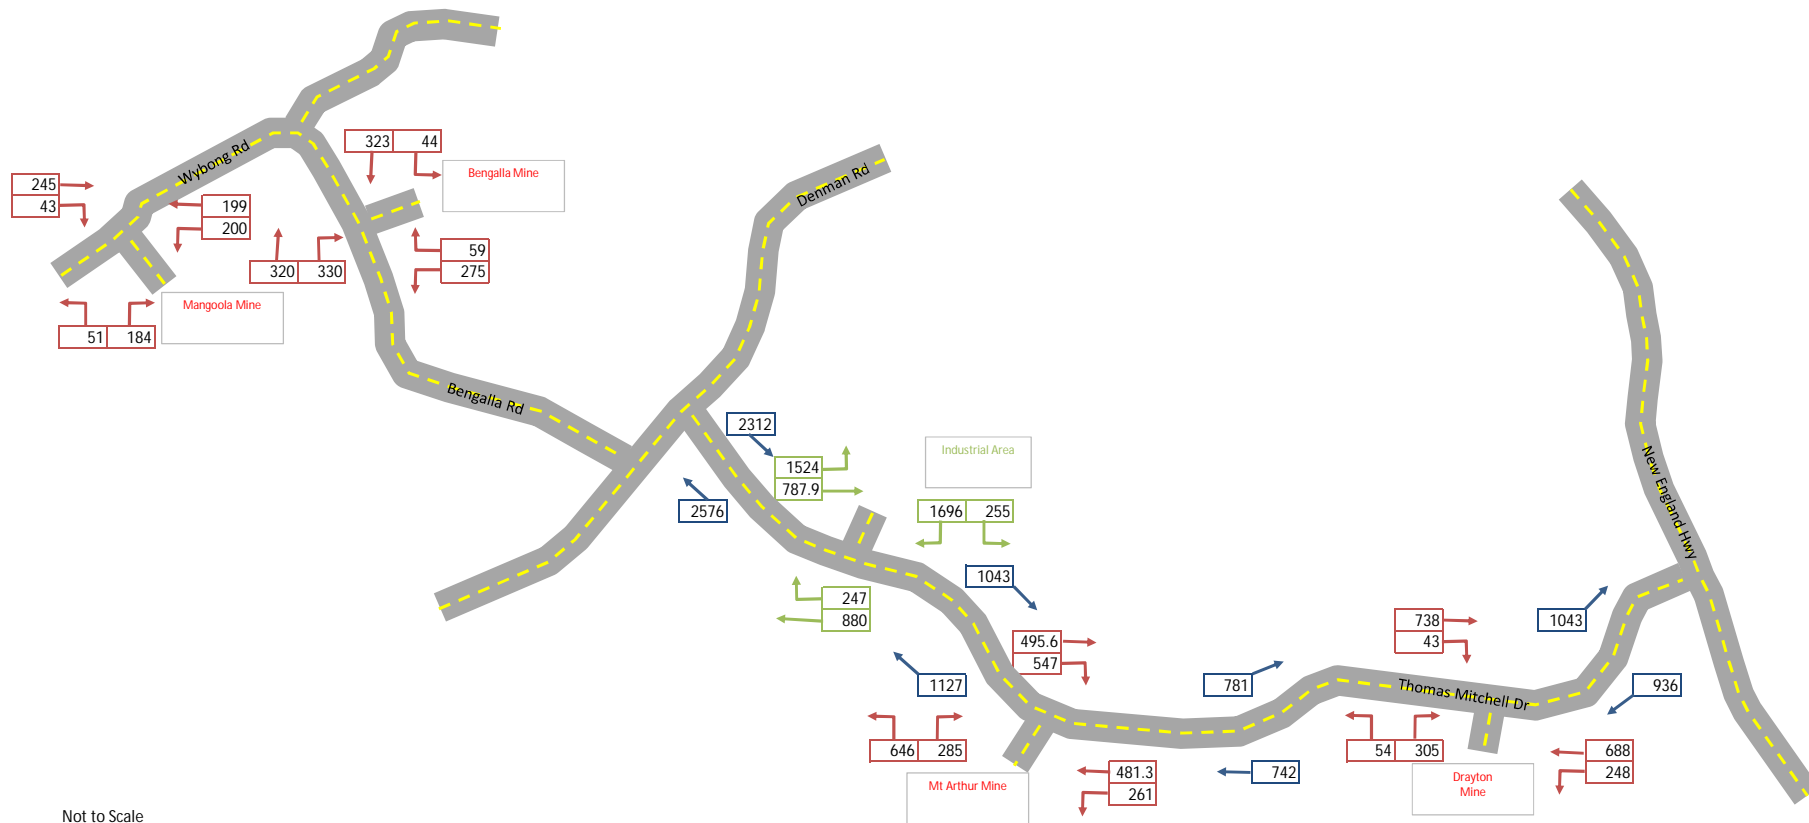 Wybong Rd
323 44
Bengalla Mine
245
43
199
200
320 330
59
275
Mangoola Mine
51 184
Denman Rd
Bengalla Rd
2312
1524
787.9
2576
Industrial Area
1696 255
New England Hwy
1043
247
880
495.6
547
1127
781
738
43
1043
936
Thomas Mitchell Dr
646 285
Mt Arthur Mine
481.3
261
742
54 305
Drayton
Mine
688
248
Not to Scale